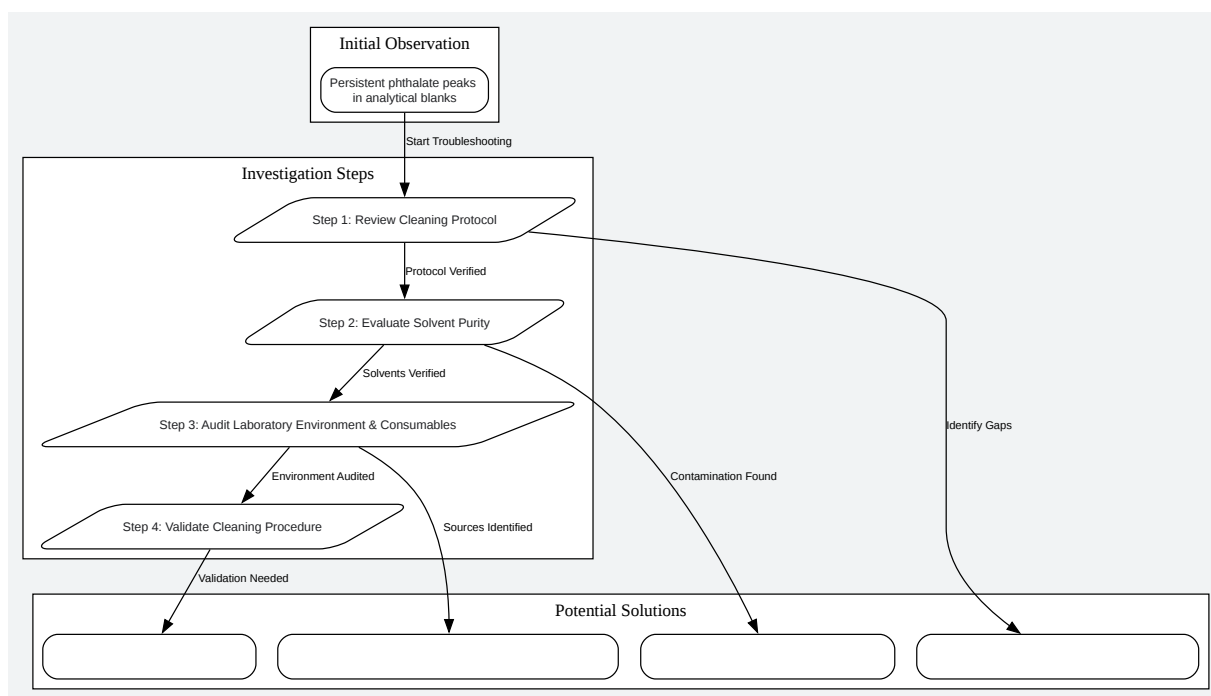 Initial Observation
Persistent phthalate peaks
in analytical blanks
Start Troubleshooting
Investigation Steps
Step 1: Review Cleaning Protocol
Protocol Verified
Step 2: Evaluate Solvent Purity
Solvents Verified
Step 3: Audit Laboratory Environment & Consumables
Identify Gaps
Environment Audited
Contamination Found
Step 4: Validate Cleaning Procedure
Sources Identified
Validation Needed
Potential Solutions